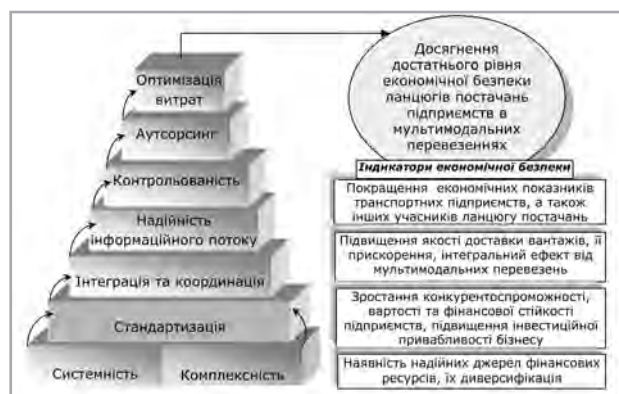 Оптимізація
витрат
Аутсорсинг
Контрольованість
Надійність
інформаційного потоку
Інтеграція та координація
Стандартизація
Системність
Комплексність
Досягнення
достатнього рівня
економічної безпеки
ланцюгів постачань
підприємств в
мультимодальних
перевезеннях
Індикатори економічної безпеки
Покращення економічних показників
транспортних підприємств, а також
інших учасників ланцюгу постачань
Підвищення якості доставки вантажів, її
прискорення, інтегральний ефект від
мультимодальних перевезень
Зростання конкурентоспроможності,
вартості та фінансової стійкості
підприємств, підвищення інвестиційної
привабливості бізнесу
Наявність надійних джерел фінансових
ресурсів, їх диверсифікація